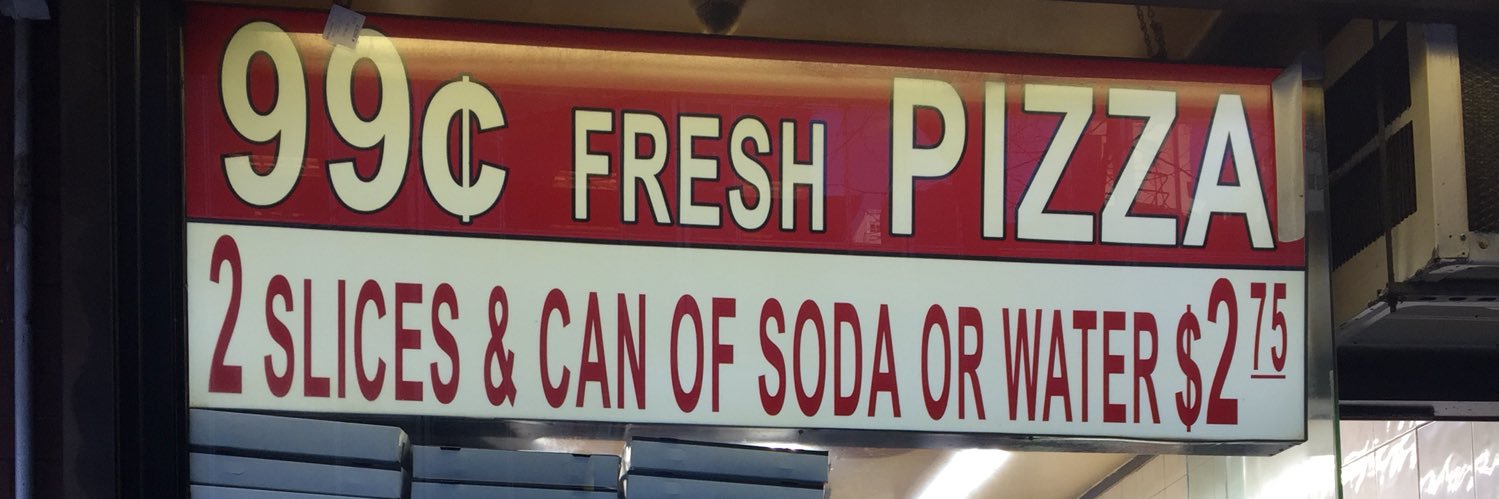 99¢ FRESH PIZZA
2 SLICES & CAN OF SODA OR WATER $2 75